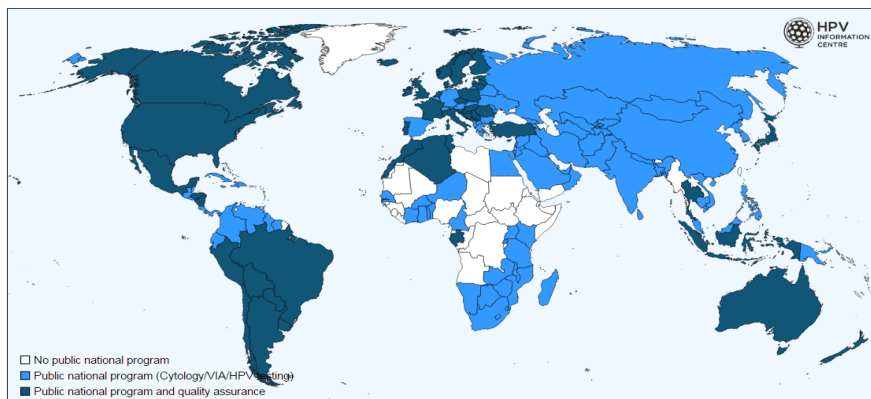 HPV
INFORMATION
CENTRE
No public national program
Public national program (Cytology/VIA/HPV testing)
Public national program and quality assurance